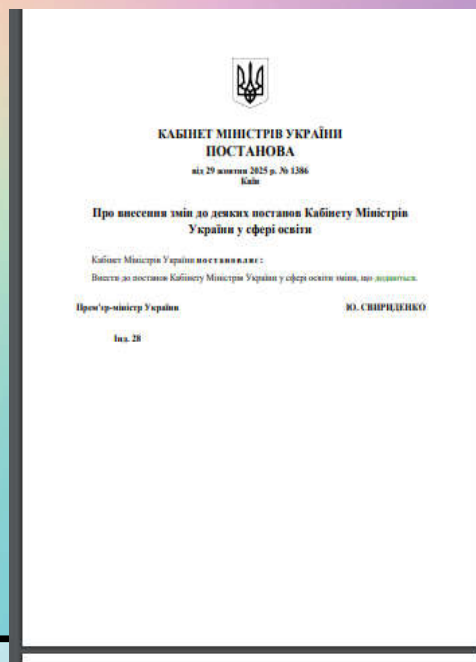 КАБІНЕТ МІНІСТРІВ УКРАЇНИ
ПОСТАНОВА
від 29 жовтня 2025 р. № 1386
Київ
Про внесення змін до деяких постанов Кабінету Міністрів
України у сфері освіти
Кабінет Міністрів України постановляє:
Внести до постанов Кабінету Міністрів України у сфері освіти зміни, що додаються.
Прем'єр-міністр України Ю. СВИРИДЕНКО
Інд. 28